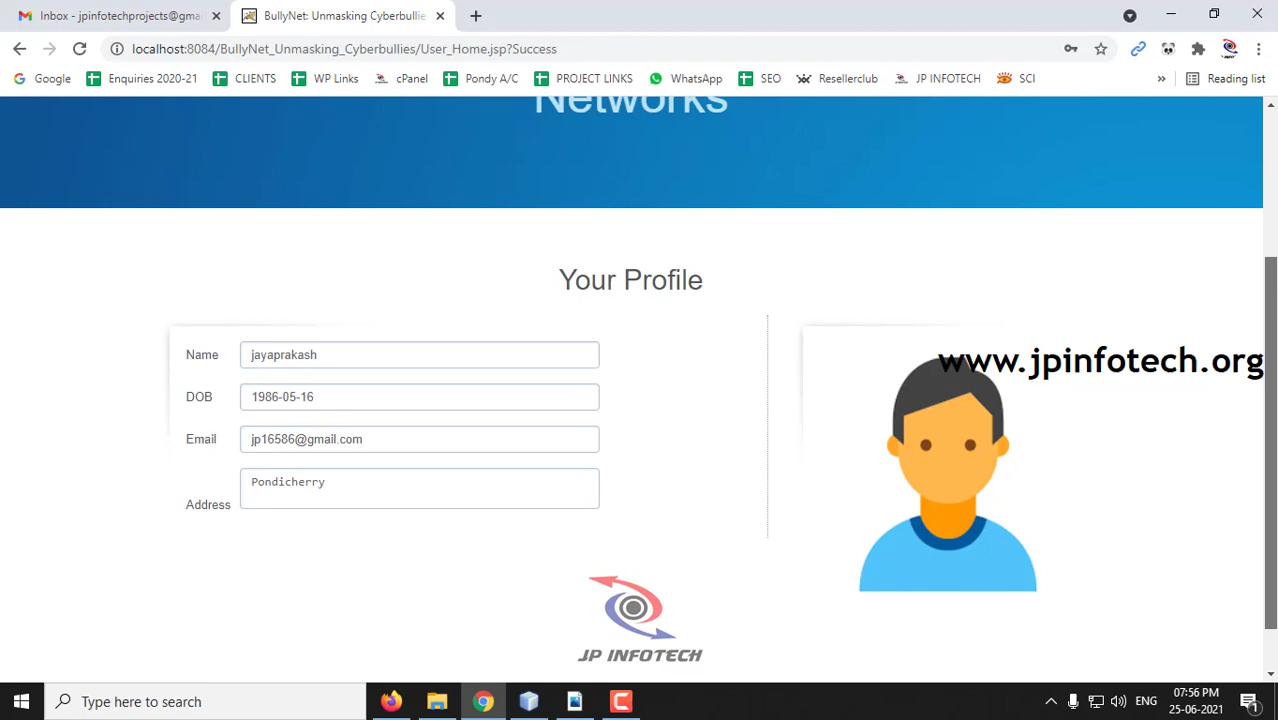 Inbox - jpinfotechprojects@gma
BullyNet: Unmasking Cyberbullie
localhost:8084/BullyNet_Unmasking_Cyberbullies/User_Home.jsp?Success
Google Enquiries 2020-21 CLIENTS WP Links cPanel Pondy A/C PROJECT LINKS WhatsApp SEO Resellerclub JP INFOTECH SCI » Reading list
Networks
Your Profile
Name jayaprakash
DOB 1986-05-16
Email jp16586@gmail.com
Address Pondicherry
www.jpinfotech.org
JP INFOTECH
Type here to search
ENG
07:56 PM
25-06-2021
1